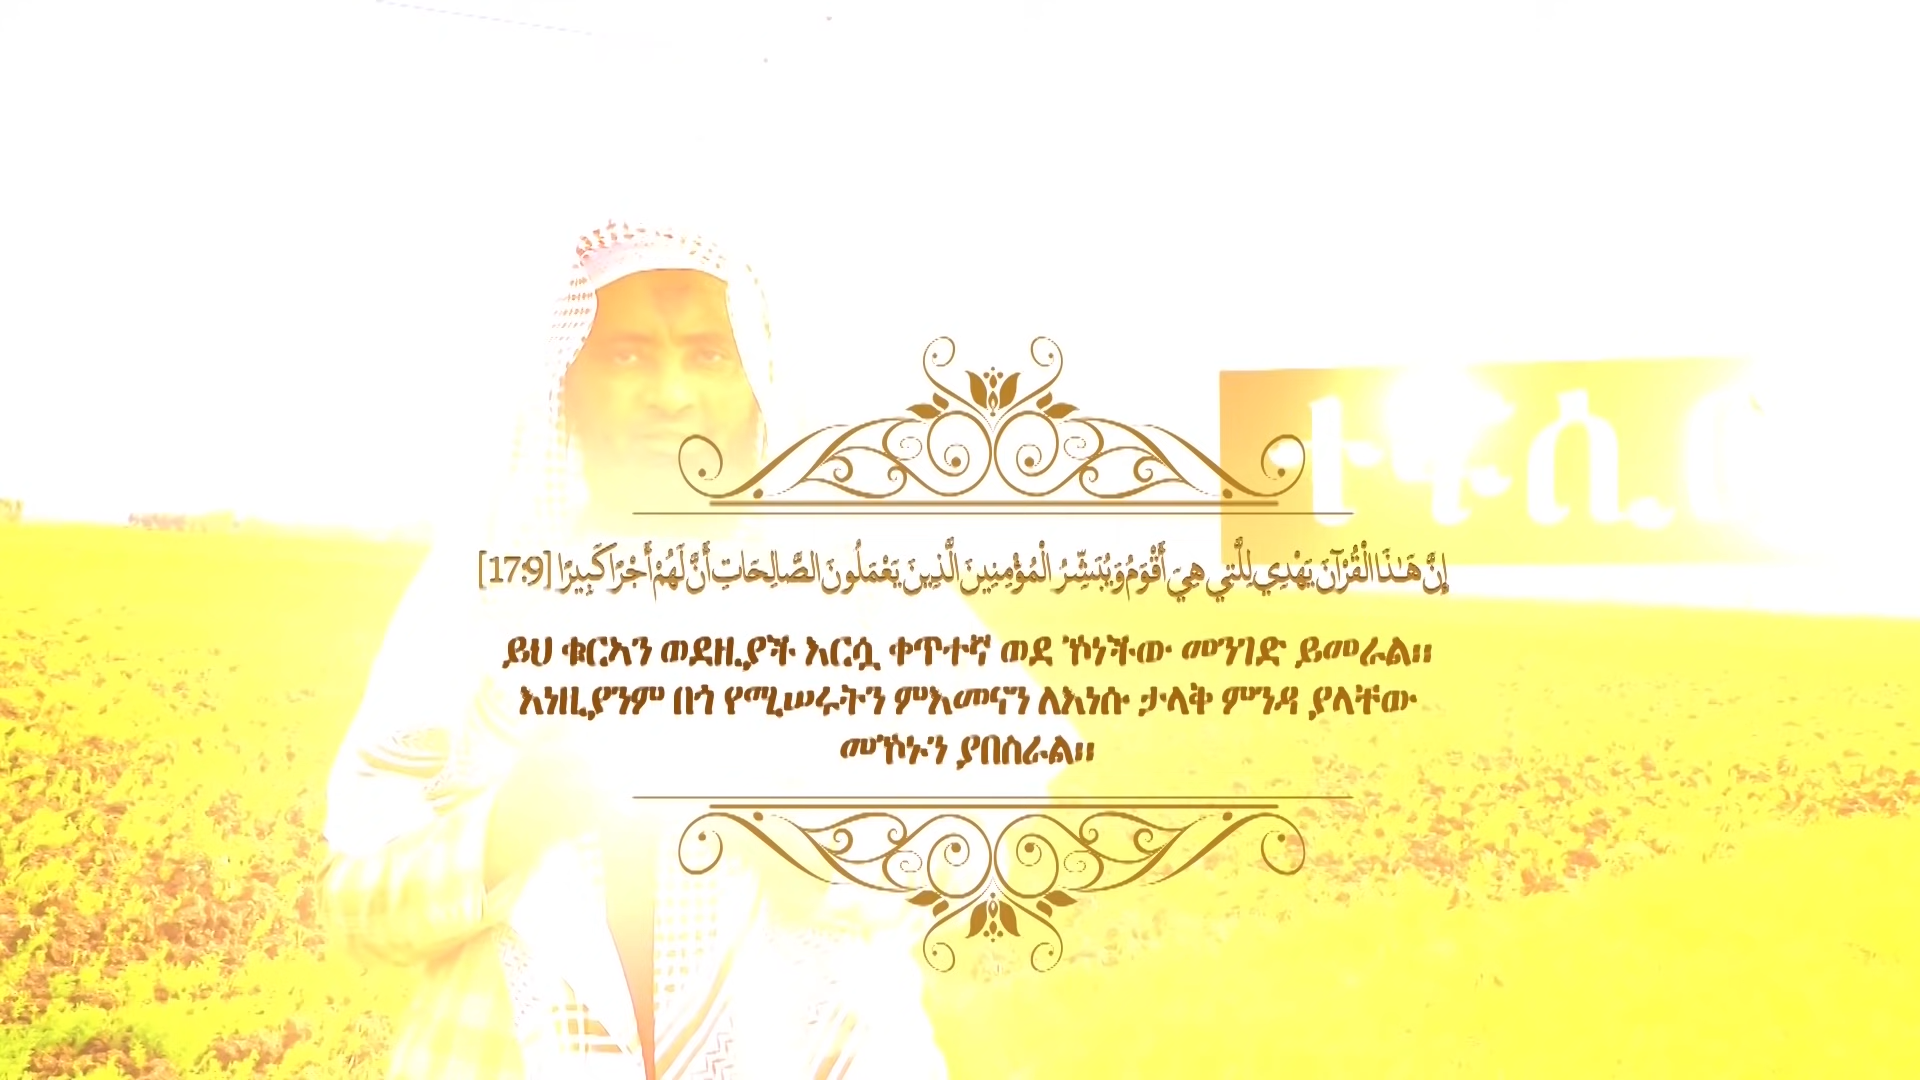 إِنَّ هَـٰذَا الْقُرْآنَ يَهْدِي لِلَّتِي هِيَ أَقْوَمُ وَيُبَشِّرُ الْمُؤْمِنِينَ الَّذِينَ يَعْمَلُونَ الصَّالِحَاتِ أَنَّ لَهُمْ أَجْرًا كَبِيرًا [17:9]
ይህ ቁርኣን ወደዚያች እርሷ ቀጥተኛ ወደ ኾነችው መንገድ ይመራል፡፡
እነዚያንም በጎ የሚሠሩትን ምእመናን ለእነሱ ታላቅ ምንዳ ያላቸው
መኾኑን ያበስራል፡፡